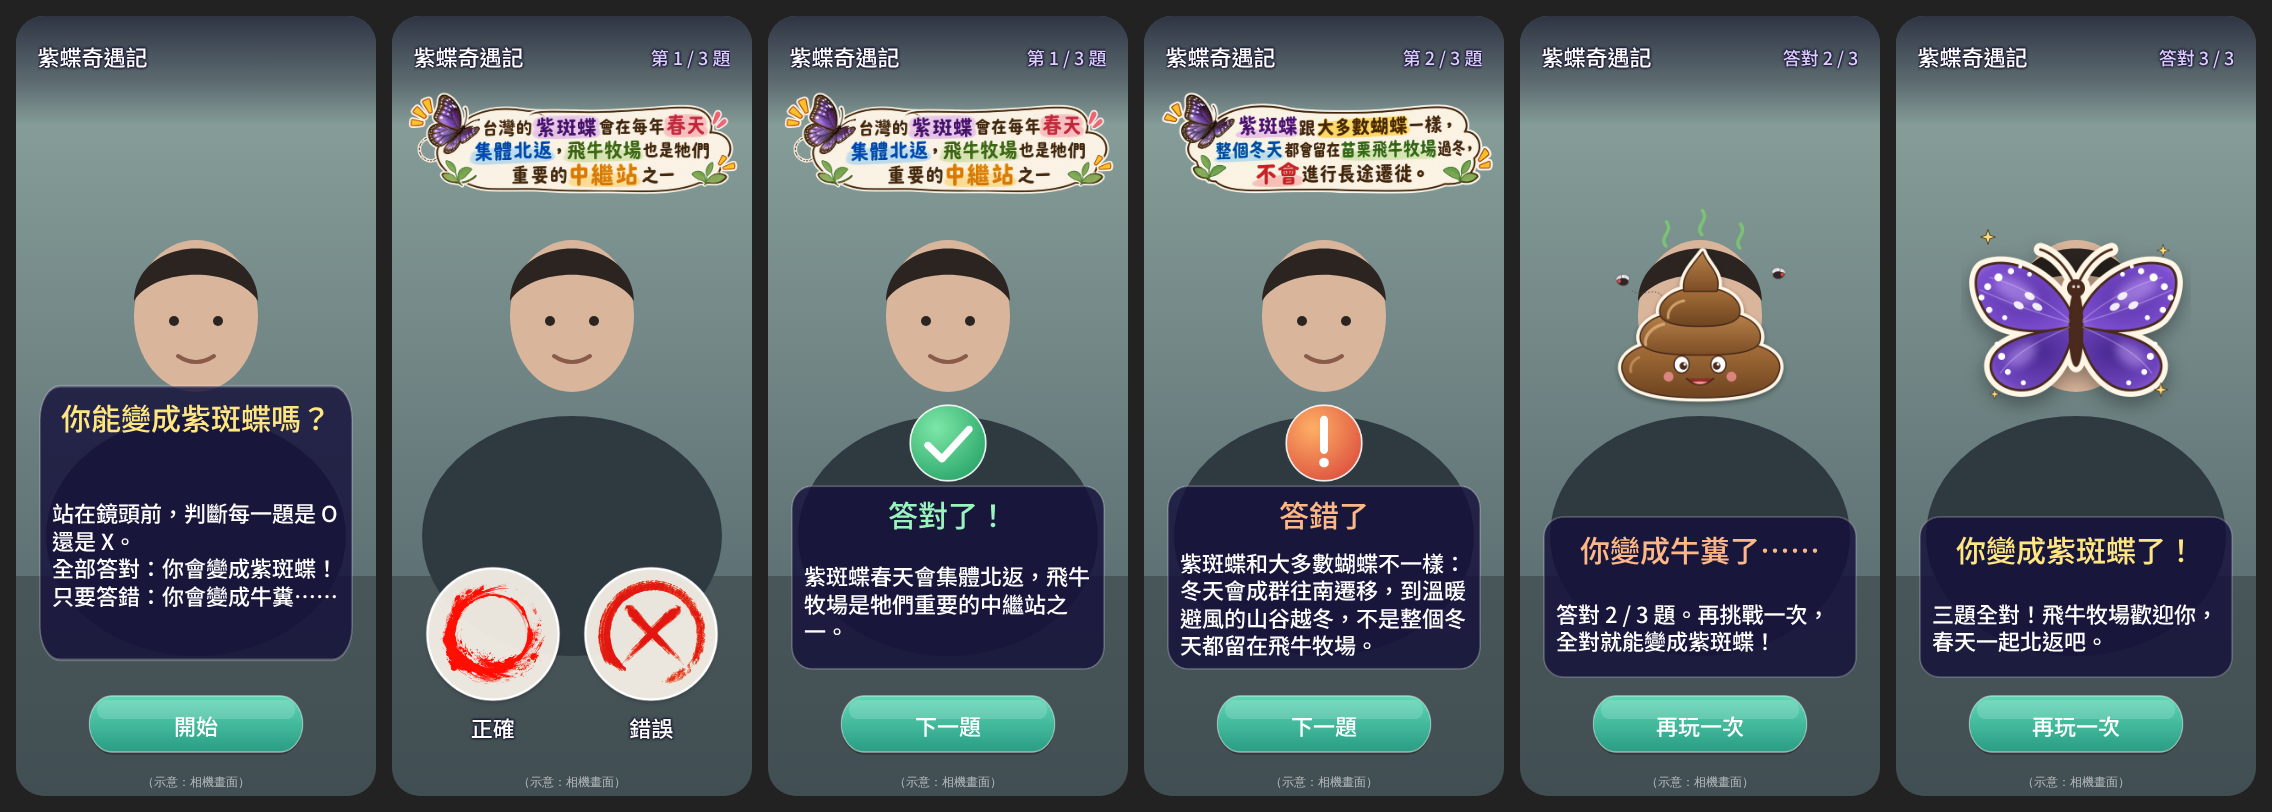 紫蝶奇遇記
你能變成紫斑蝶嗎？
站在鏡頭前，判斷每一題是 O
還是 X。
全部答對：你會變成紫斑蝶！
只要答錯：你會變成牛糞……
開始
（示意：相機畫面）
紫蝶奇遇記
第 1 / 3 題
台灣的紫斑蝶會在每年春天
集體北返，飛牛牧場也是牠們
重要的中繼站之一
正確
錯誤
（示意：相機畫面）
紫蝶奇遇記
第 1 / 3 題
台灣的紫斑蝶會在每年春天
集體北返，飛牛牧場也是牠們
重要的中繼站之一
答對了！
紫斑蝶春天會集體北返，飛牛
牧場是牠們重要的中繼站之
一。
下一題
（示意：相機畫面）
紫蝶奇遇記
第 2 / 3 題
紫斑蝶跟大多數蝴蝶一樣，
整個冬天都會留在苗栗飛牛牧場過冬，
不會進行長途遷徙。
答錯了
紫斑蝶和大多數蝴蝶不一樣：
冬天會成群往南遷移，到溫暖
避風的山谷越冬，不是整個冬
天都留在飛牛牧場。
下一題
（示意：相機畫面）
紫蝶奇遇記
答對 2 / 3
你變成牛糞了……
答對 2 / 3 題。再挑戰一次，
全對就能變成紫斑蝶！
再玩一次
（示意：相機畫面）
紫蝶奇遇記
答對 3 / 3
你變成紫斑蝶了！
三題全對！飛牛牧場歡迎你，
春天一起北返吧。
再玩一次
（示意：相機畫面）